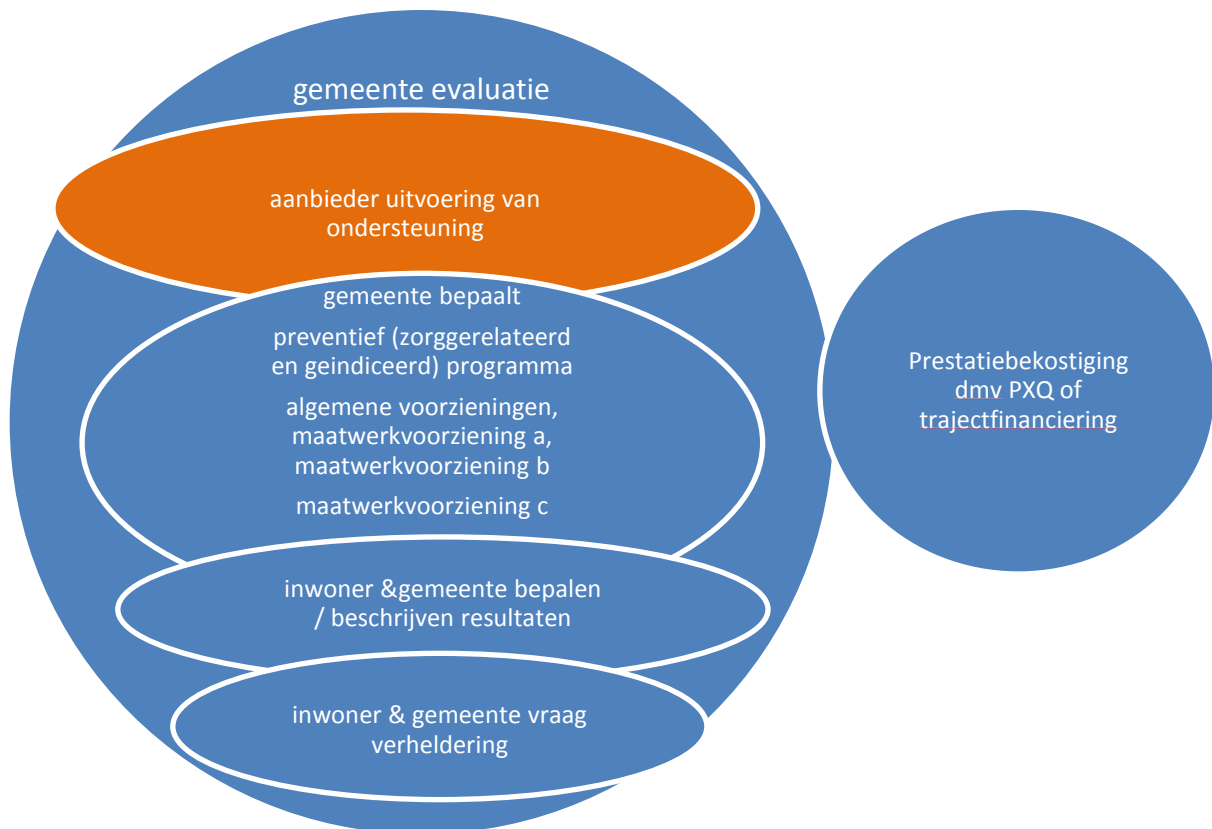 gemeente evaluatie
aanbieder uitvoering van
ondersteuning
gemeente bepaalt
preventief (zorggerelateerd
en geindiceerd) programma
algemene voorzieningen,
maatwerkvoorziening a,
maatwerkvoorziening b
maatwerkvoorziening c
inwoner &gemeente bepalen
/ beschrijven resultaten
inwoner & gemeente vraag
verheldering
Prestatiebekostiging
dmv PXQ of
trajectfinanciering